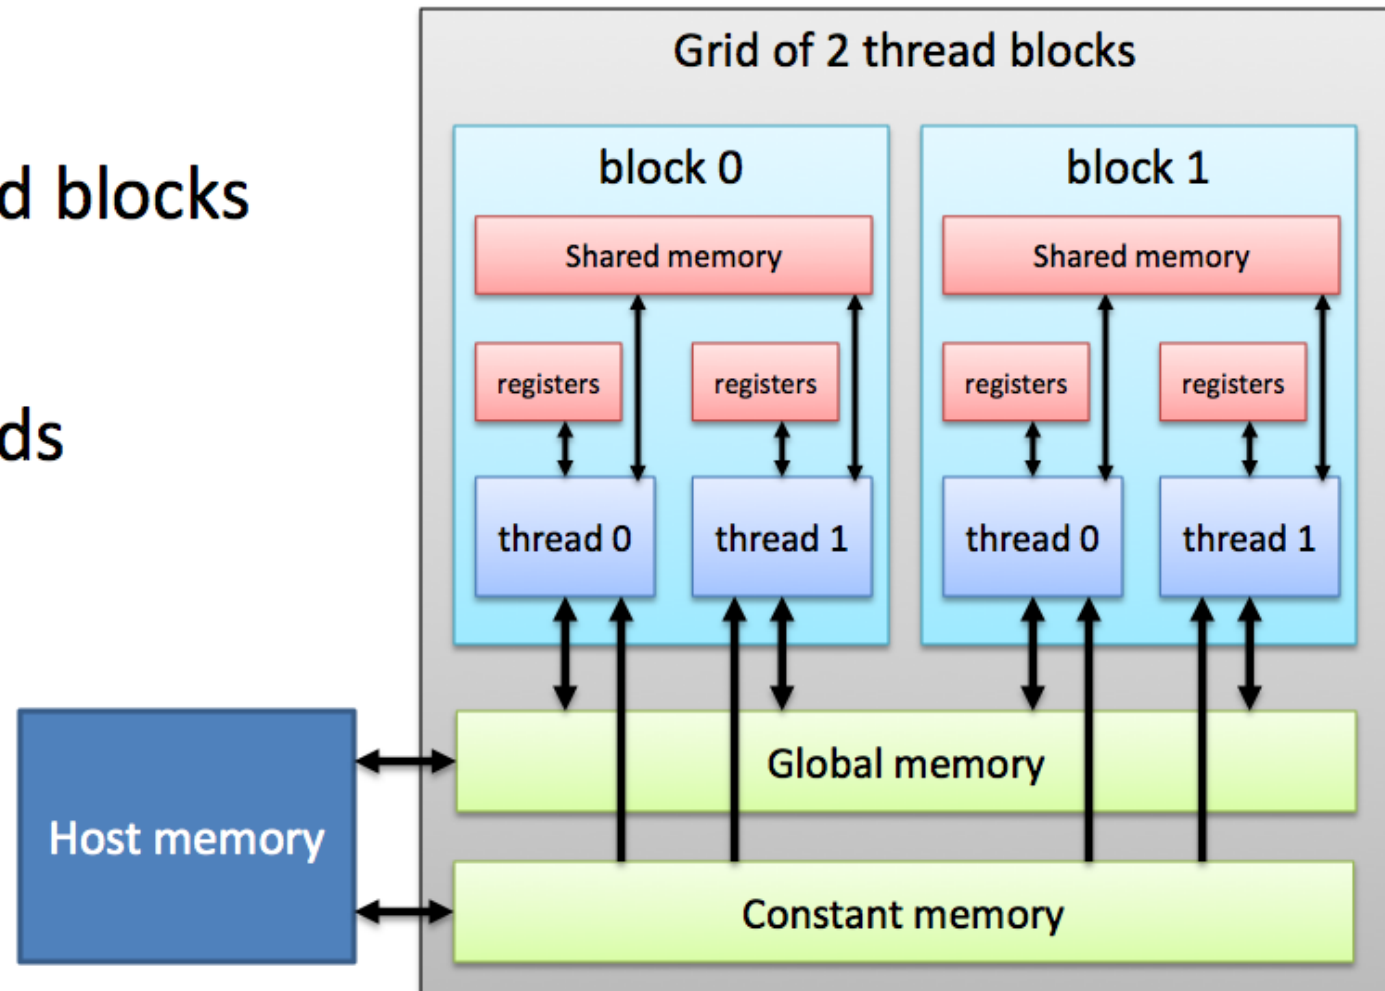 d blocks
ds
Grid of 2 thread blocks
block 0
Shared memory
registers
registers
thread 0
thread 1
block 1
Shared memory
registers
registers
thread 0
thread 1
Host memory
Global memory
Constant memory